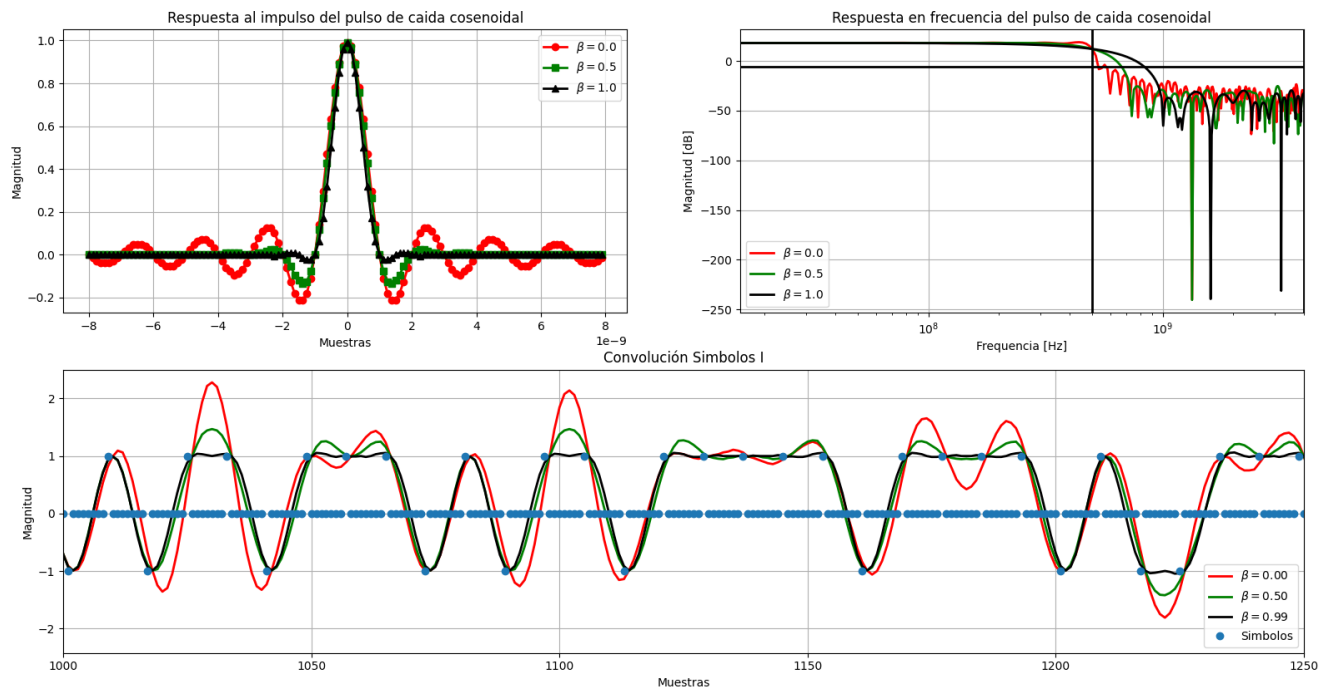 Respuesta al impulso del pulso de caida cosenoidal
Magnitud
1.0
0.8
0.6
0.4
0.2
0.0
−0.2
β = 0.0
β = 0.5
β = 1.0
−8 −6 −4 −2 0 2 4 6 8
1e−9
Muestras
Respuesta en frecuencia del pulso de caida cosenoidal
Magnitud [dB]
0
−50
−100
−150
−200
−250
β = 0.0
β = 0.5
β = 1.0
10⁸ 10⁹
Frequencia [Hz]
Convolución Simbolos I
Magnitud
2
1
0
−1
−2
β = 0.00
β = 0.50
β = 0.99
Simbolos
1000 1050 1100 1150 1200 1250
Muestras